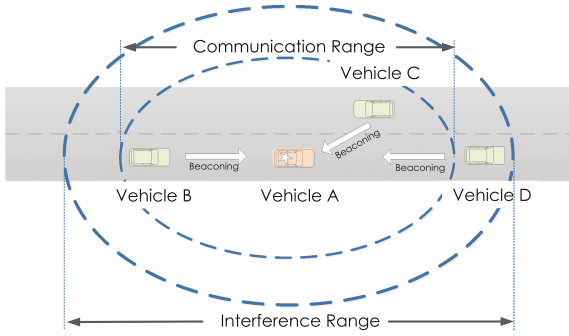 Communication Range
Vehicle C
Beaconing
Beaconing
Beaconing
Vehicle B
Vehicle A
Vehicle D
Interference Range